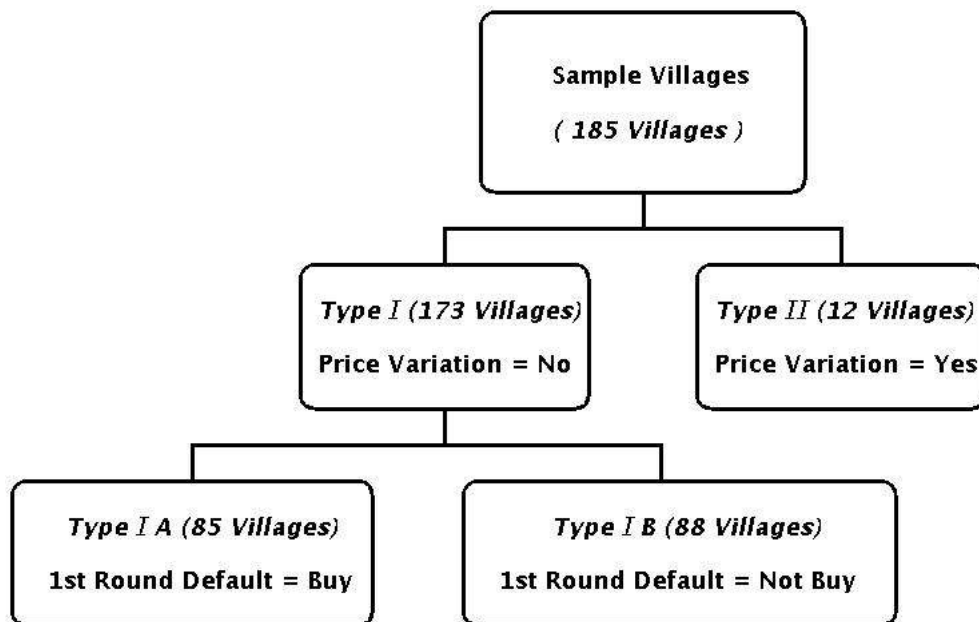 Sample Villages
( 185 Villages )
Type I (173 Villages)
Price Variation = No
Type II (12 Villages)
Price Variation = Yes
Type I A (85 Villages)
1st Round Default = Buy
Type I B (88 Villages)
1st Round Default = Not Buy